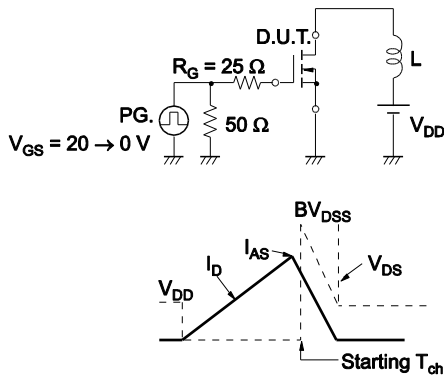 D.U.T.
R_G = 25 Ω
L
PG.
50 Ω
V_DD
V_GS = 20 → 0 V
BV_DSS
I_AS
I_D
V_DS
V_DD
Starting T_ch